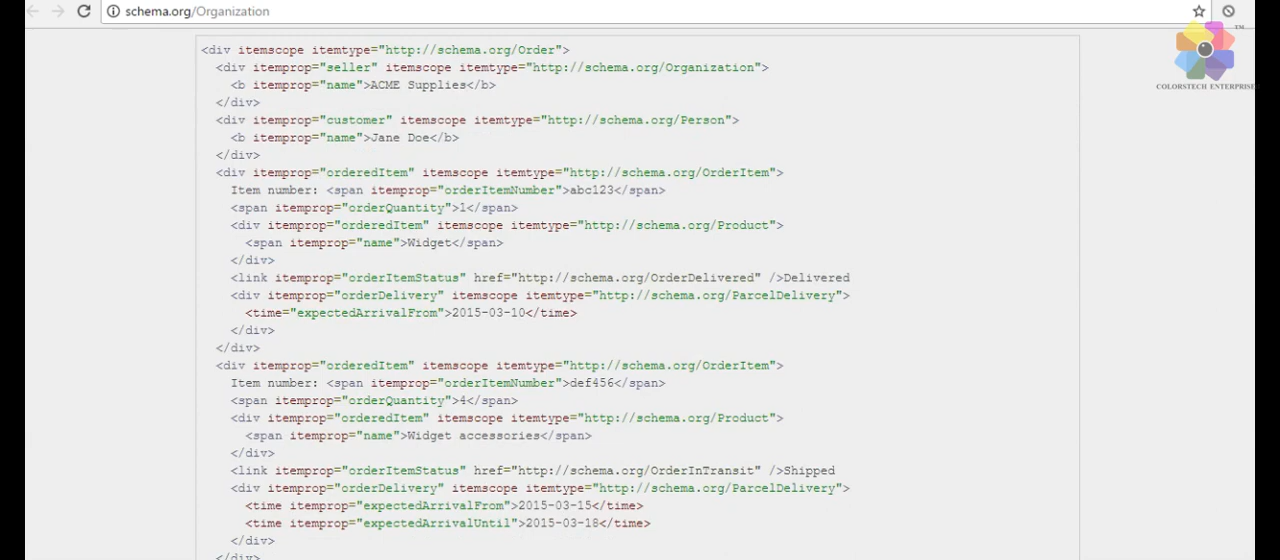 schema.org/Organization
TM
COLORSTECH ENTERPRISE
<div itemscope itemtype="http://schema.org/Order">
<div itemprop="seller" itemscope itemtype="http://schema.org/Organization">
<b itemprop="name">ACME Supplies</b>
</div>
<div itemprop="customer" itemscope itemtype="http://schema.org/Person">
<b itemprop="name">Jane Doe</b>
</div>
<div itemprop="orderedItem" itemscope itemtype="http://schema.org/OrderItem">
Item number: <span itemprop="orderItemNumber">abc123</span>
<span itemprop="orderQuantity">1</span>
<div itemprop="orderedItem" itemscope itemtype="http://schema.org/Product">
<span itemprop="name">Widget</span>
</div>
<link itemprop="orderItemStatus" href="http://schema.org/OrderDelivered" />Delivered
<div itemprop="orderDelivery" itemscope itemtype="http://schema.org/ParcelDelivery">
<time="expectedArrivalFrom">2015-03-10</time>
</div>
</div>
<div itemprop="orderedItem" itemscope itemtype="http://schema.org/OrderItem">
Item number: <span itemprop="orderItemNumber">def456</span>
<span itemprop="orderQuantity">4</span>
<div itemprop="orderedItem" itemscope itemtype="http://schema.org/Product">
<span itemprop="name">Widget accessories</span>
</div>
<link itemprop="orderItemStatus" href="http://schema.org/OrderInTransit" />Shipped
<div itemprop="orderDelivery" itemscope itemtype="http://schema.org/ParcelDelivery">
<time itemprop="expectedArrivalFrom">2015-03-15</time>
<time itemprop="expectedArrivalUntil">2015-03-18</time>
</div>
</div>